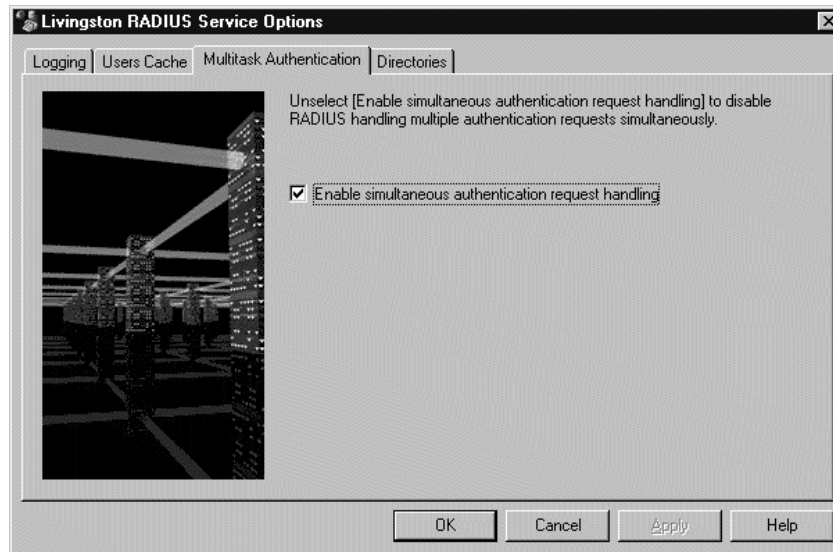 Livingston RADIUS Service Options
Logging
Users Cache
Multitask Authentication
Directories
Unselect [Enable simultaneous authentication request handling] to disable
RADIUS handling multiple authentication requests simultaneously.
Enable simultaneous authentication request handling
OK
Cancel
Apply
Help